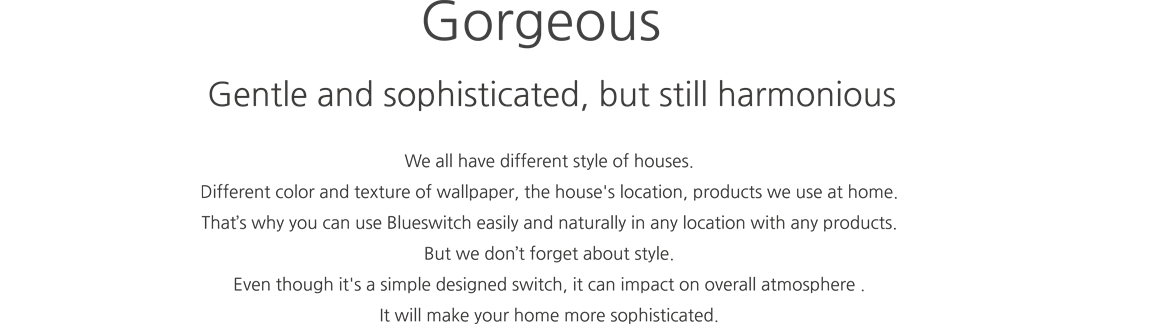 Gorgeous
Gentle and sophisticated, but still harmonious
We all have different style of houses.
Different color and texture of wallpaper, the house's location, products we use at home.
That’s why you can use Blueswitch easily and naturally in any location with any products.
But we don’t forget about style.
Even though it's a simple designed switch, it can impact on overall atmosphere .
It will make your home more sophisticated.